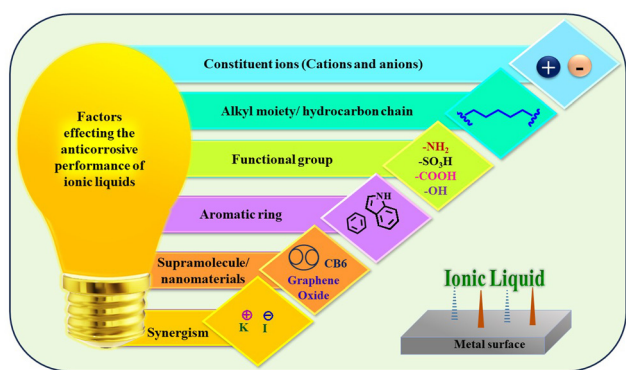 Factors
effecting the
anticorrosive
performance of
ionic liquids
Constituent ions (Cations and anions)
+ -
Alkyl moiety/ hydrocarbon chain
Functional group
-NH₂
-SO₃H
-COOH
-OH
Aromatic ring
NH
Supramolecule/
nanomaterials
CB6
Graphene
Oxide
Synergism
⊕ ⊖
K I
Ionic Liquid
Metal surface